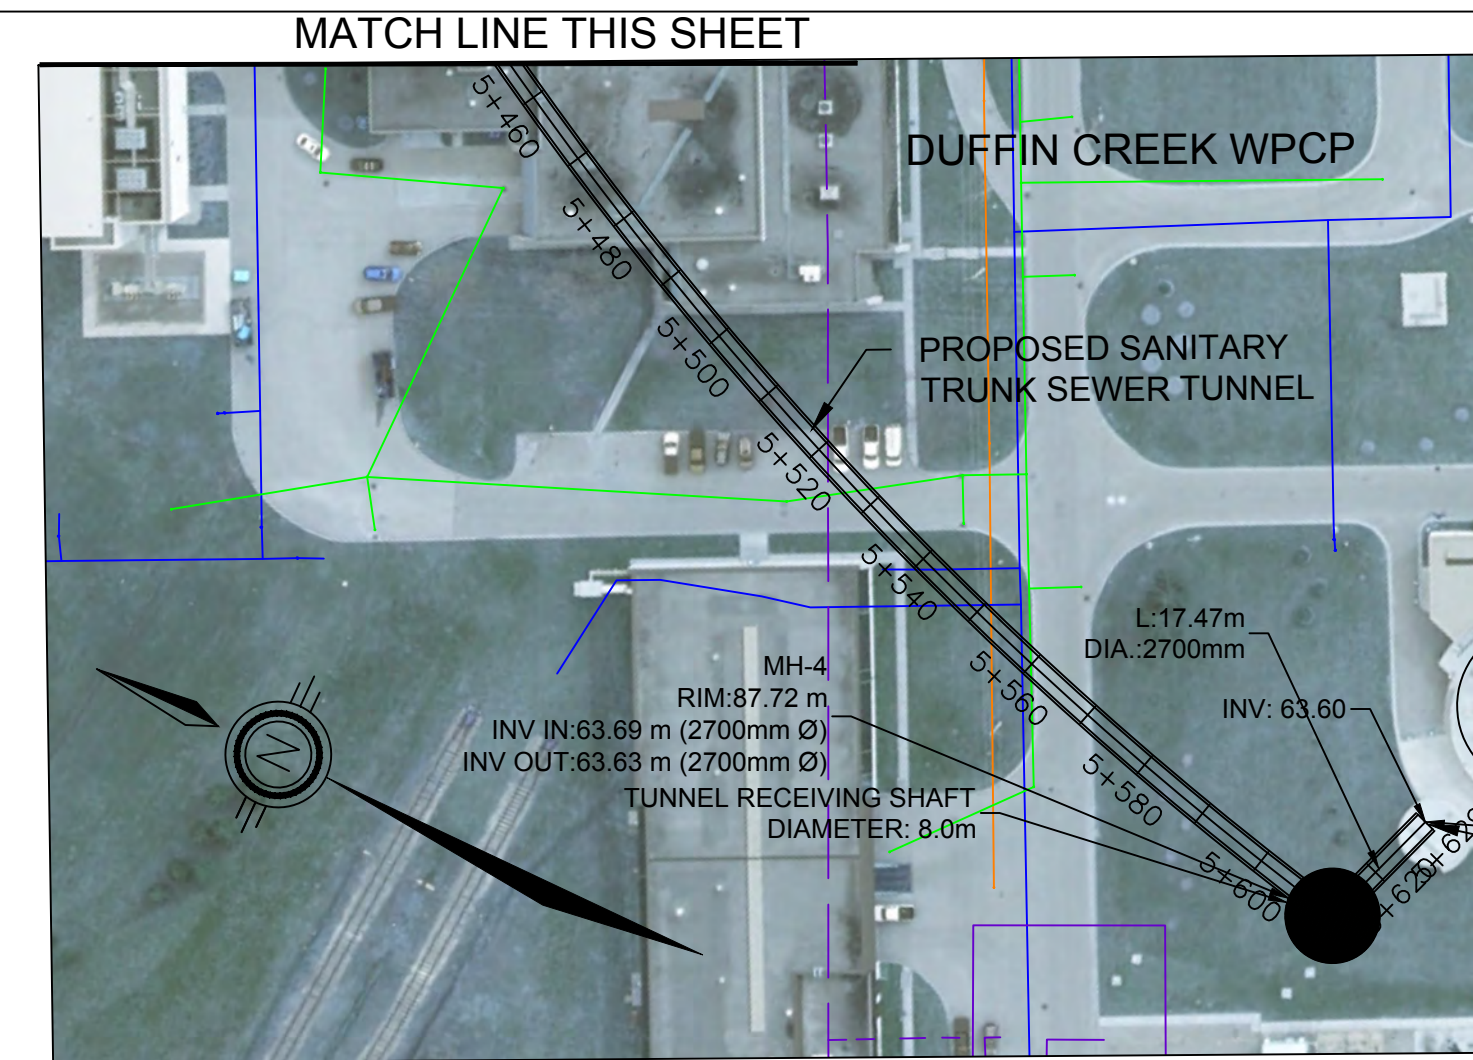 MATCH LINE THIS SHEET
5+460
DUFFIN CREEK WPCP
5+480
5+500
PROPOSED SANITARY
TRUNK SEWER TUNNEL
5+520
5+540
L:17.47m
DIA.:2700mm
MH-4
RIM:87.72 m
INV IN:63.69 m (2700mm Ø)
INV OUT:63.63 m (2700mm Ø)
5+560
INV: 63.60
TUNNEL RECEIVING SHAFT
DIAMETER: 8.0m
5+580
5+600
N